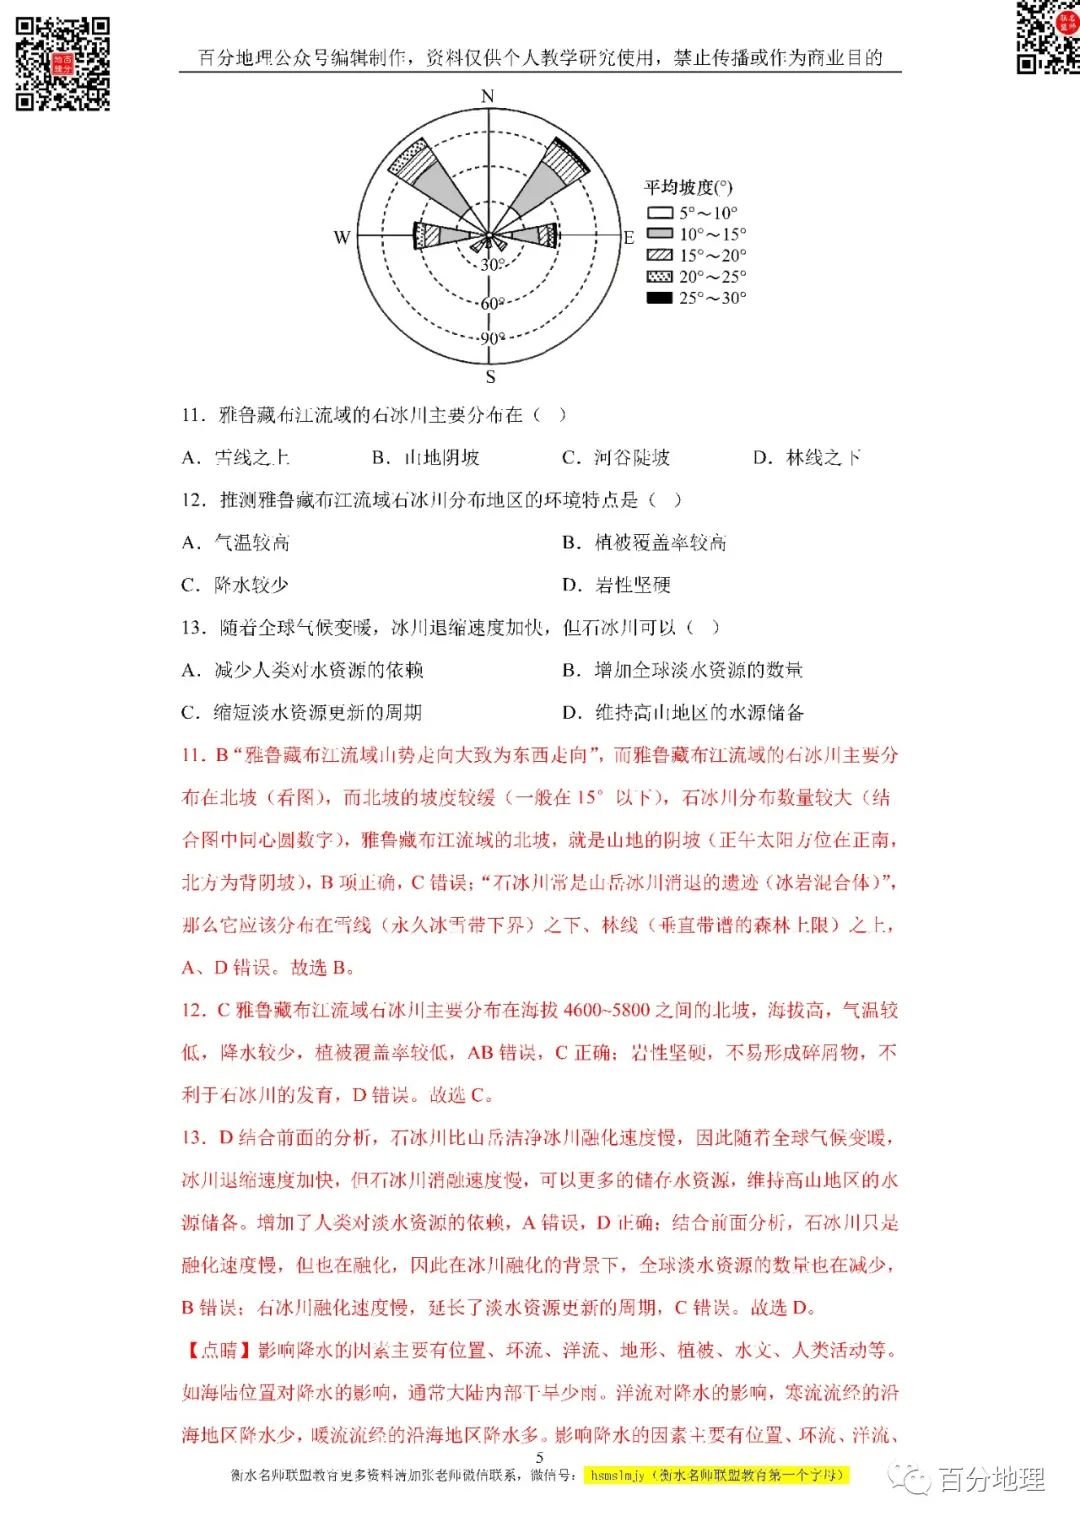 百分地理公众号编辑制作，资料仅供个人教学研究使用，禁止传播或作为商业目的
N
平均坡度(°)
5°～10°
W
E
10°～15°
15°～20°
30°
20°～25°
25°～30°
60°
90°
S
11．雅鲁藏布江流域的石冰川主要分布在（ ）
A．雪线之上 B．山地阴坡 C．河谷陡坡 D．林线之下
12．推测雅鲁藏布江流域石冰川分布地区的环境特点是（ ）
A．气温较高 B．植被覆盖率较高
C．降水较少 D．岩性坚硬
13．随着全球气候变暖，冰川退缩速度加快，但石冰川可以（ ）
A．减少人类对水资源的依赖 B．增加全球淡水资源的数量
C．缩短淡水资源更新的周期 D．维持高山地区的水源储备
11．B“雅鲁藏布江流域山势走向大致为东西走向”，而雅鲁藏布江流域的石冰川主要分
布在北坡（看图），而北坡的坡度较缓（一般在 15°以下），石冰川分布数量较大（结
合图中同心圆数字），雅鲁藏布江流域的北坡，就是山地的阴坡（正午太阳方位在正南，
北方为背阴坡），B 项正确，C 错误；“石冰川常是山岳冰川消退的遗迹（冰岩混合体）”，
那么它应该分布在雪线（永久冰雪带下界）之下、林线（垂直带谱的森林上限）之上，
A、D 错误。故选 B。
12．C 雅鲁藏布江流域石冰川主要分布在海拔 4600~5800 之间的北坡，海拔高，气温较
低，降水较少，植被覆盖率较低，AB 错误，C 正确；岩性坚硬，不易形成碎屑物，不
利于石冰川的发育，D 错误。故选 C。
13．D 结合前面的分析，石冰川比山岳洁净冰川融化速度慢，因此随着全球气候变暖，
冰川退缩速度加快，但石冰川消融速度慢，可以更多的储存水资源，维持高山地区的水
源储备。增加了人类对淡水资源的依赖，A 错误，D 正确；结合前面分析，石冰川只是
融化速度慢，但也在融化，因此在冰川融化的背景下，全球淡水资源的数量也在减少，
B 错误；石冰川融化速度慢，延长了淡水资源更新的周期，C 错误。故选 D。
【点睛】影响降水的因素主要有位置、环流、洋流、地形、植被、水文、人类活动等。
如海陆位置对降水的影响，通常大陆内部干旱少雨。洋流对降水的影响，寒流流经的沿
海地区降水少，暖流流经的沿海地区降水多。影响降水的因素主要有位置、环流、洋流、
5
衡水名师联盟教育更多资料请加张老师微信联系，微信号： hsmslmjy（衡水名师联盟教育第一个字母）
百分地理